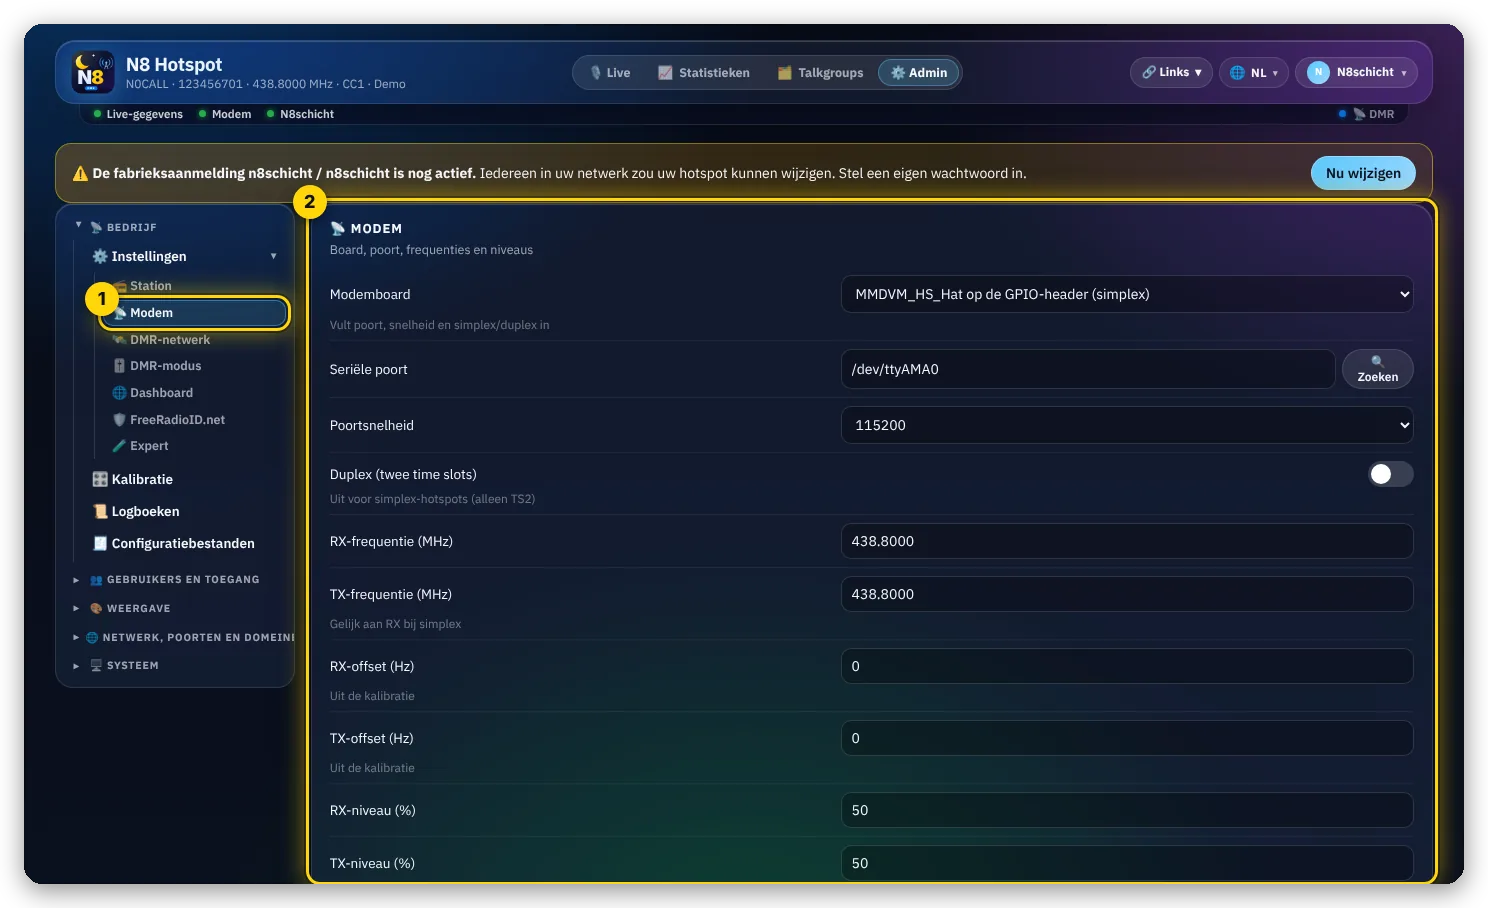 N8 Hotspot
N0CALL · 123456701 · 438.8000 MHz · CC1 · Demo
Live
Statistieken
Talkgroups
Admin
Links
NL
N
N8schicht
N8
Live-gegevens
Modem
N8schicht
DMR
De fabrieksaanmelding n8schicht / n8schicht is nog actief. Iedereen in uw netwerk zou uw hotspot kunnen wijzigen. Stel een eigen wachtwoord in.
Nu wijzigen
BEDRIJF
Instellingen
Station
1
Modem
DMR-netwerk
DMR-modus
Dashboard
FreeRadioID.net
Expert
Kalibratie
Logboeken
Configuratiebestanden
GEBRUIKERS EN TOEGANG
WEERGAVE
NETWERK, POORTEN EN DOMEIN
SYSTEEM
2
MODEM
Board, poort, frequenties en niveaus
Modemboard
MMDVM_HS_Hat op de GPIO-header (simplex)
Vult poort, snelheid en simplex/duplex in
Seriële poort
/dev/ttyAMA0
Zoeken
Poortsnelheid
115200
Duplex (twee time slots)
Uit voor simplex-hotspots (alleen TS2)
RX-frequentie (MHz)
438.8000
TX-frequentie (MHz)
438.8000
Gelijk aan RX bij simplex
RX-offset (Hz)
0
Uit de kalibratie
TX-offset (Hz)
0
Uit de kalibratie
RX-niveau (%)
50
TX-niveau (%)
50